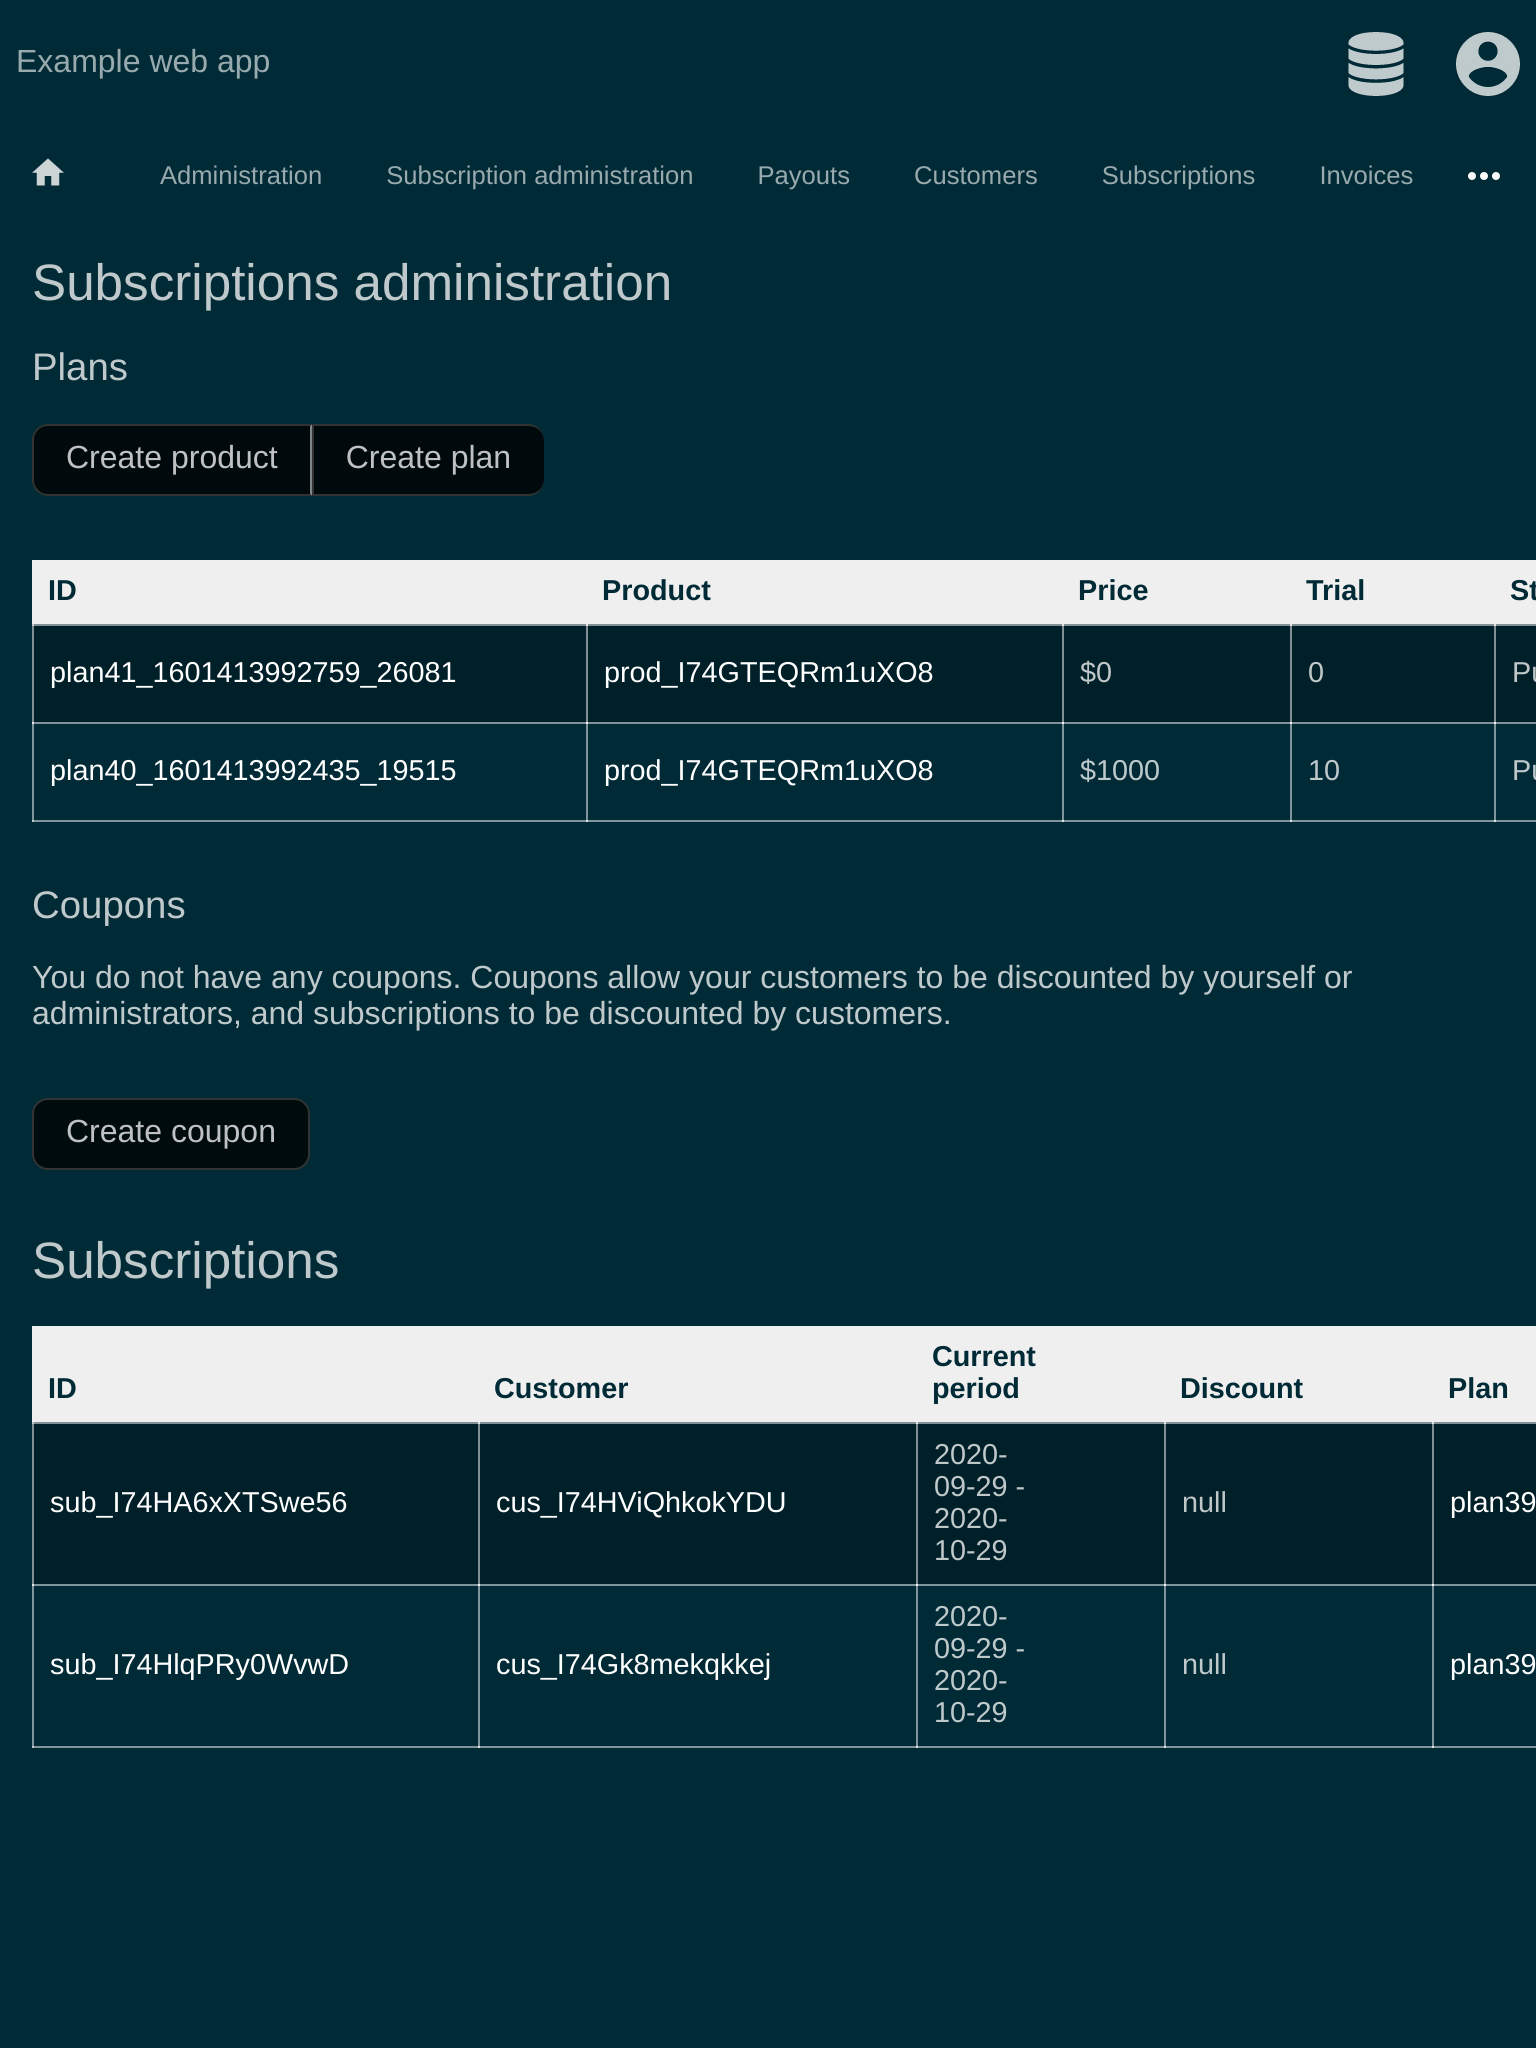 Example web app
Administration Subscription administration Payouts Customers Subscriptions Invoices
Subscriptions administration
Plans
Create product Create plan
ID Product Price Trial St
plan41_1601413992759_26081 prod_I74GTEQRm1uXO8 $0 0 Pu
plan40_1601413992435_19515 prod_I74GTEQRm1uXO8 $1000 10 Pu
Coupons
You do not have any coupons. Coupons allow your customers to be discounted by yourself or
administrators, and subscriptions to be discounted by customers.
Create coupon
Subscriptions
Current
ID Customer period Discount Plan
2020-
09-29 -
sub_I74HA6xXTSwe56 cus_I74HViQhkokYDU null plan39
2020-
10-29
2020-
09-29 -
sub_I74HlqPRy0WvwD cus_I74Gk8mekqkkej null plan39
2020-
10-29